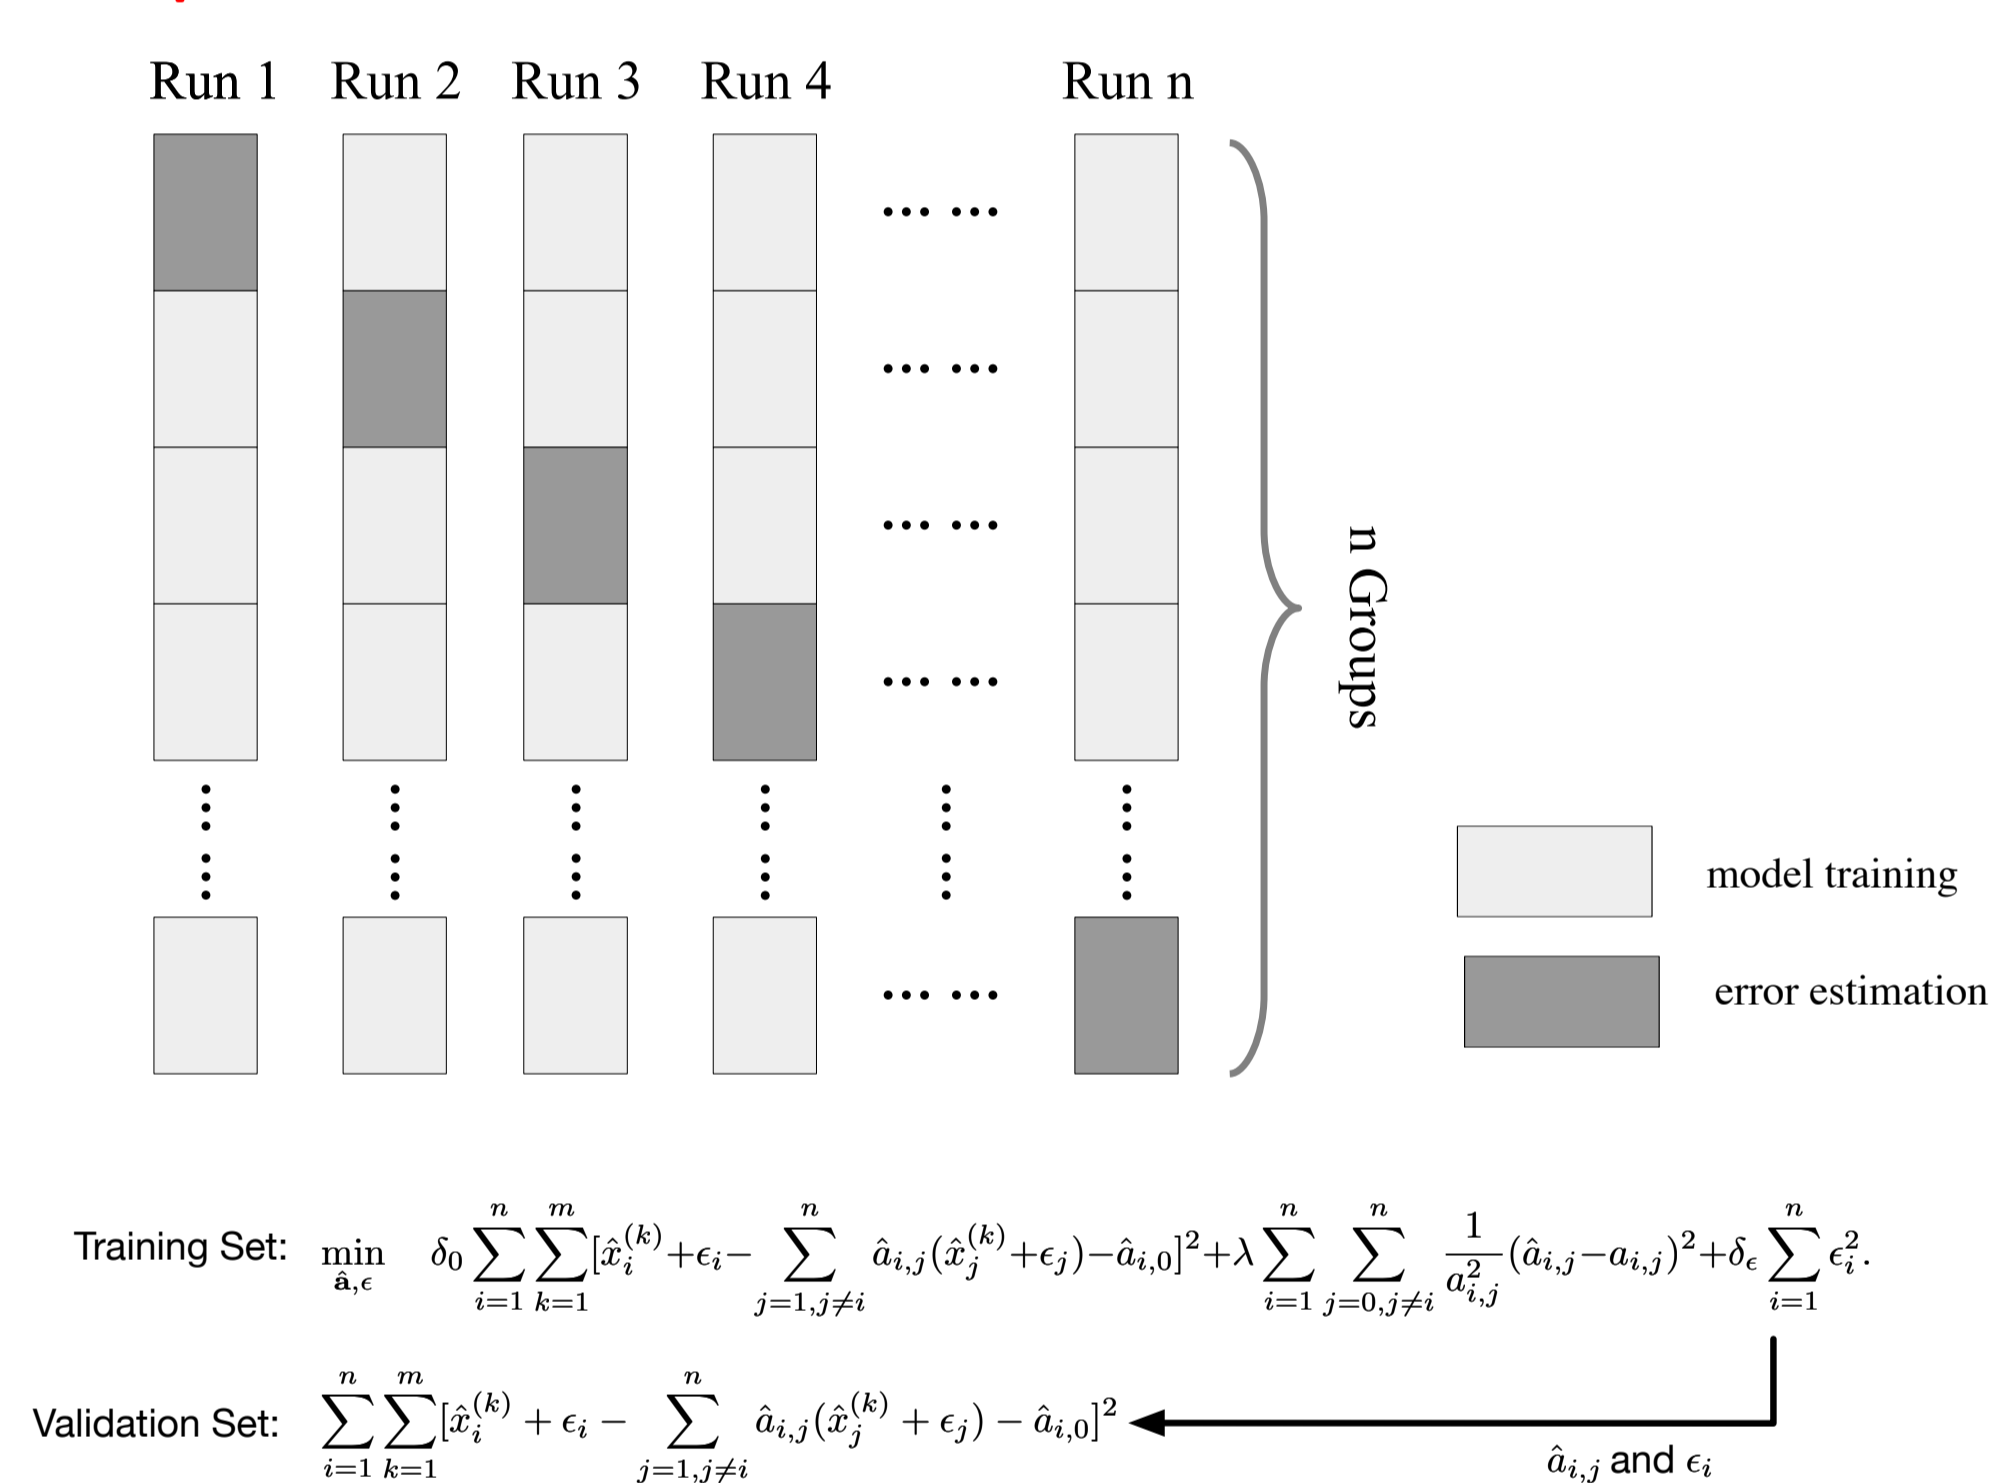 Run 1 Run 2 Run 3 Run 4 Run n
... ...
... ...
... ...
n Groups
... ...
model training
error estimation
... ...
Training Set: \min_{\hat{\mathbf{a}},\epsilon} \delta_0 \sum_{i=1}^{n} \sum_{k=1}^{m} [\hat{x}_i^{(k)} + \epsilon_i - \sum_{j=1, j \neq i}^{n} \hat{a}_{i,j} (\hat{x}_j^{(k)} + \epsilon_j) - \hat{a}_{i,0}]^2 + \lambda \sum_{i=1}^{n} \sum_{j=0, j \neq i}^{n} \frac{1}{a_{i,j}^2} (\hat{a}_{i,j} - a_{i,j})^2 + \delta_\epsilon \sum_{i=1}^{n} \epsilon_i^2.
Validation Set: \sum_{i=1}^{n} \sum_{k=1}^{m} [\hat{x}_i^{(k)} + \epsilon_i - \sum_{j=1, j \neq i}^{n} \hat{a}_{i,j} (\hat{x}_j^{(k)} + \epsilon_j) - \hat{a}_{i,0}]^2
\hat{a}_{i,j} and \epsilon_i